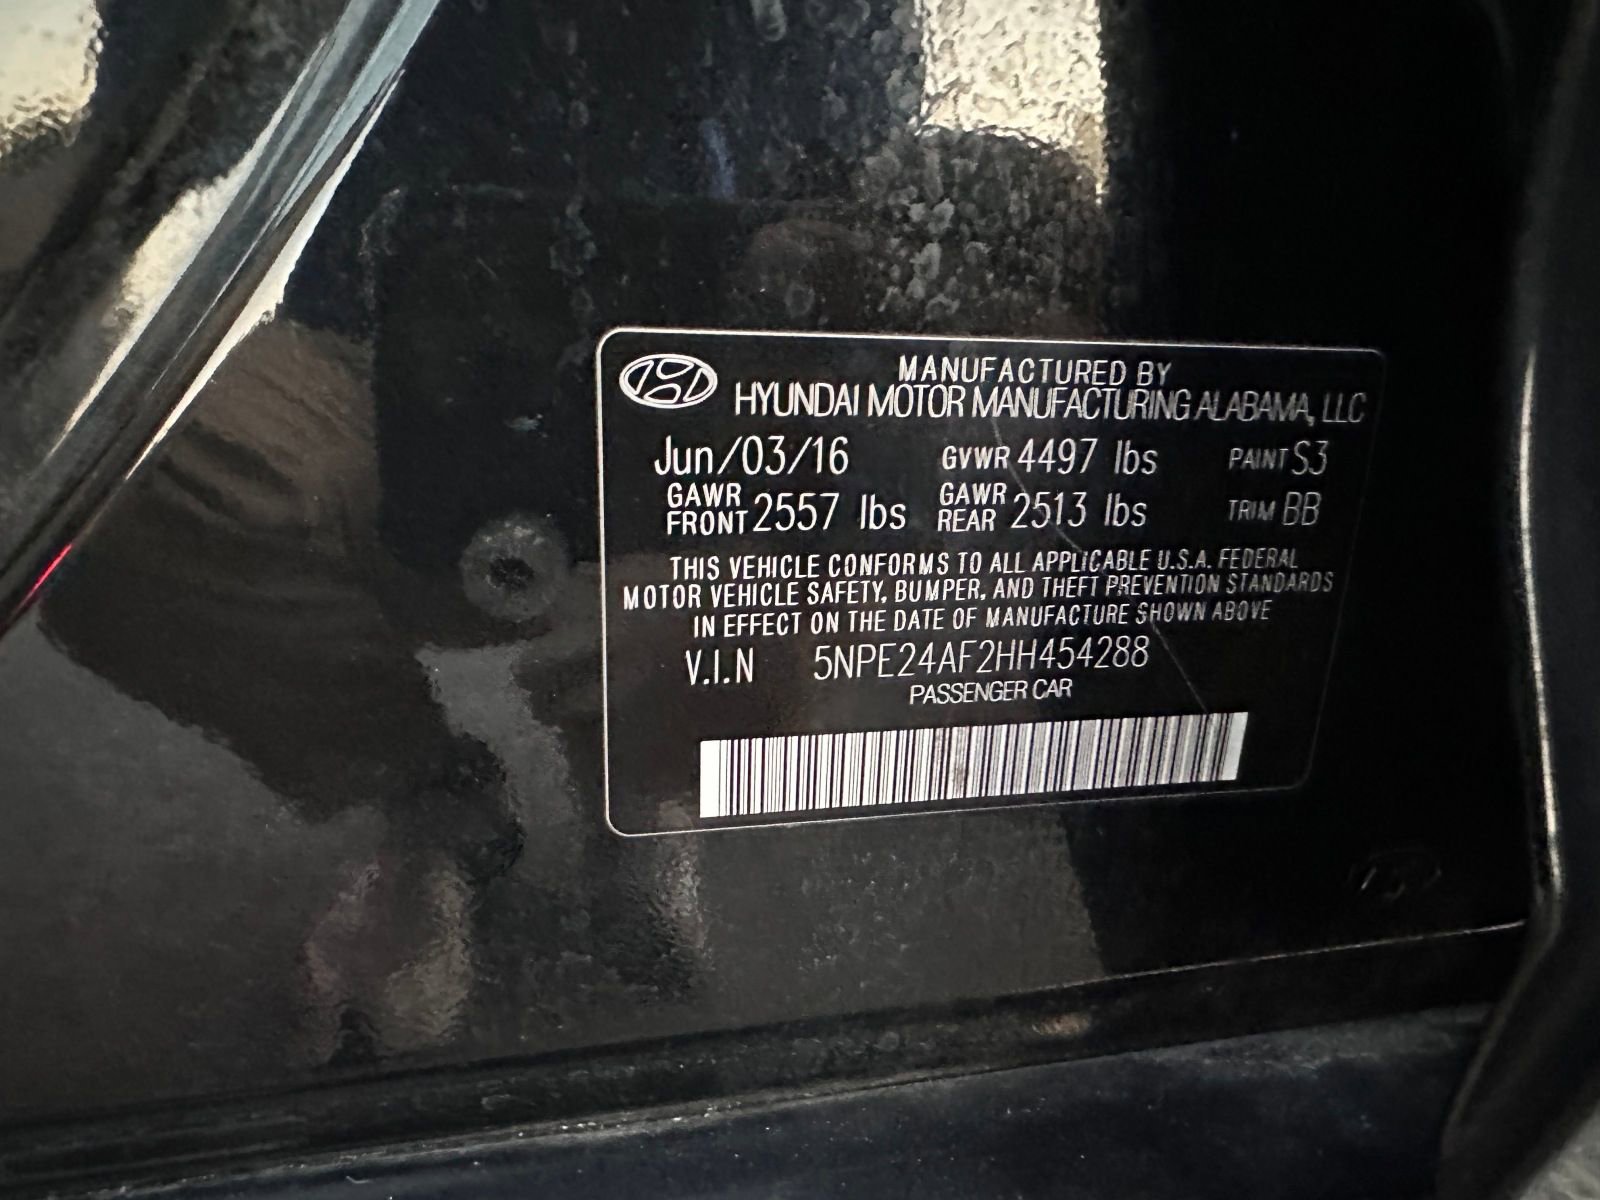 MANUFACTURED BY
HYUNDAI MOTOR MANUFACTURING ALABAMA, LLC
Jun/03/16 GVWR 4497 lbs PAINT S3
GAWR FRONT 2557 lbs GAWR REAR 2513 lbs TRIM BB
THIS VEHICLE CONFORMS TO ALL APPLICABLE U.S.A. FEDERAL
MOTOR VEHICLE SAFETY, BUMPER, AND THEFT PREVENTION STANDARDS
IN EFFECT ON THE DATE OF MANUFACTURE SHOWN ABOVE
V.I.N 5NPE24AF2HH454288
PASSENGER CAR